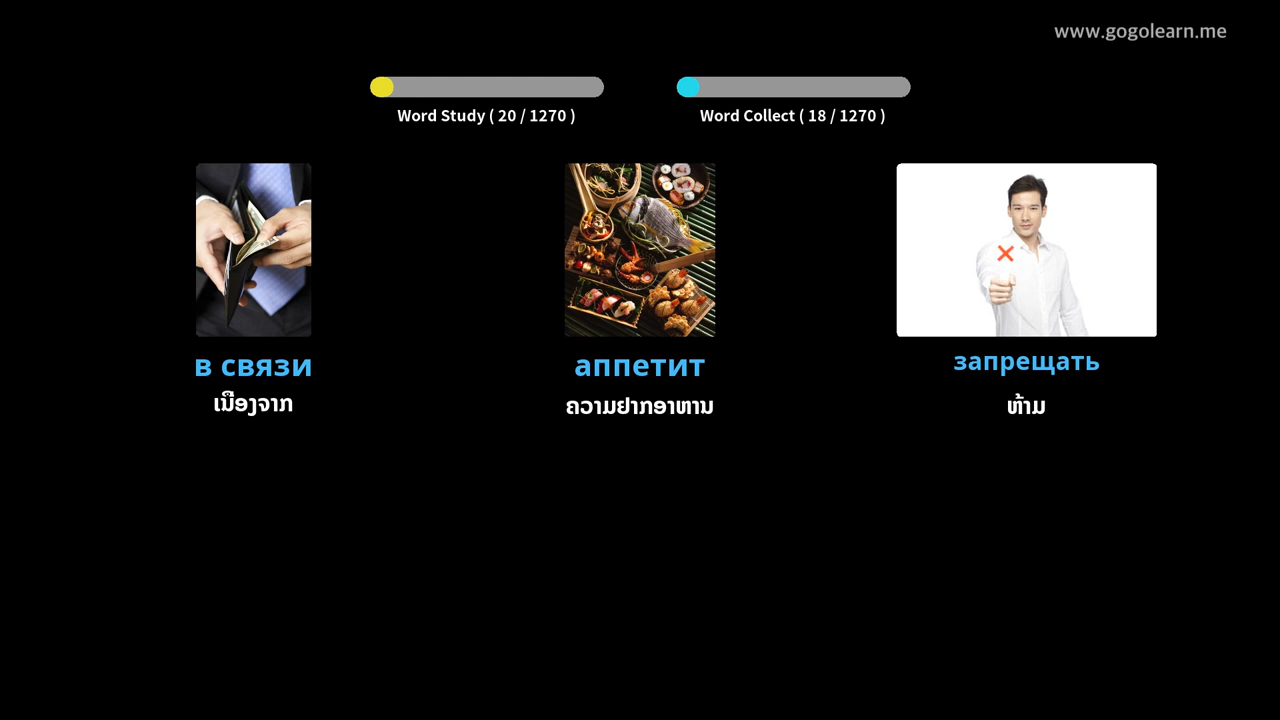 www.gogolearn.me
Word Study ( 20 / 1270 )
Word Collect ( 18 / 1270 )
в связи
ເນື່ອງຈາກ
аппетит
ຄວາມຢາກອາຫານ
запрещать
ຫ້າມ